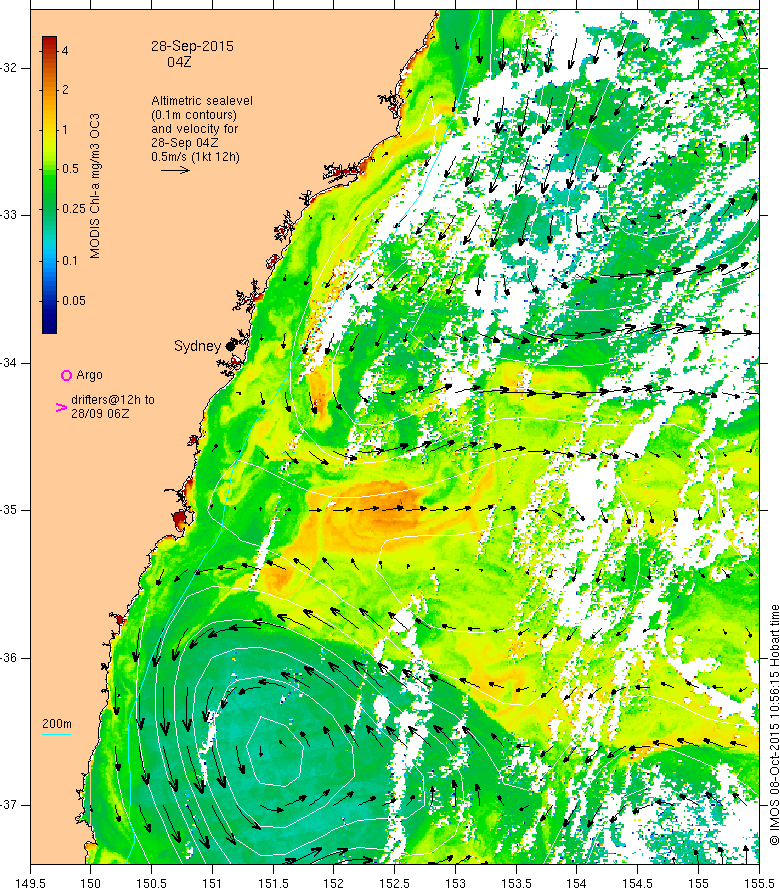 28-Sep-2015
04Z
Altimetric sealevel
(0.1m contours)
and velocity for
28-Sep 04Z
0.5m/s (1kt 12h)
4
2
1
0.5
0.25
0.1
0.05
MODIS Chl-a mg/m3 OC3
Sydney
Argo
drifters@12h to
28/09 06Z
200m
-32
-33
-34
-35
-36
-37
149.5 150 150.5 151 151.5 152 152.5 153 153.5 154 154.5 155 155.5
© IMOS 08-Oct-2015 10:56:15 Hobart time